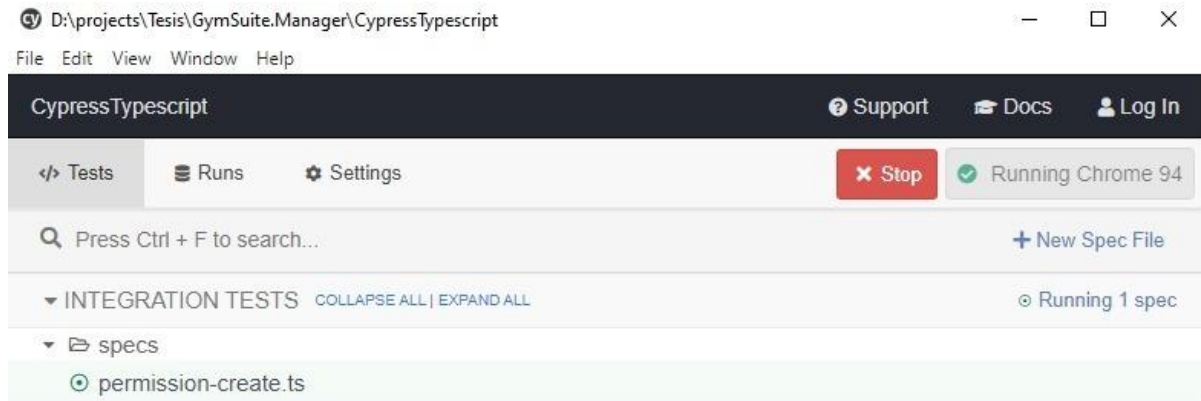 cy D:\projects\Tesis\GymSuite.Manager\CypressTypescript
File Edit View Window Help
CypressTypescript ? Support Docs Log In
</> Tests Runs Settings Stop Running Chrome 94
Press Ctrl + F to search... + New Spec File
INTEGRATION TESTS COLLAPSE ALL | EXPAND ALL Running 1 spec
specs
permission-create.ts